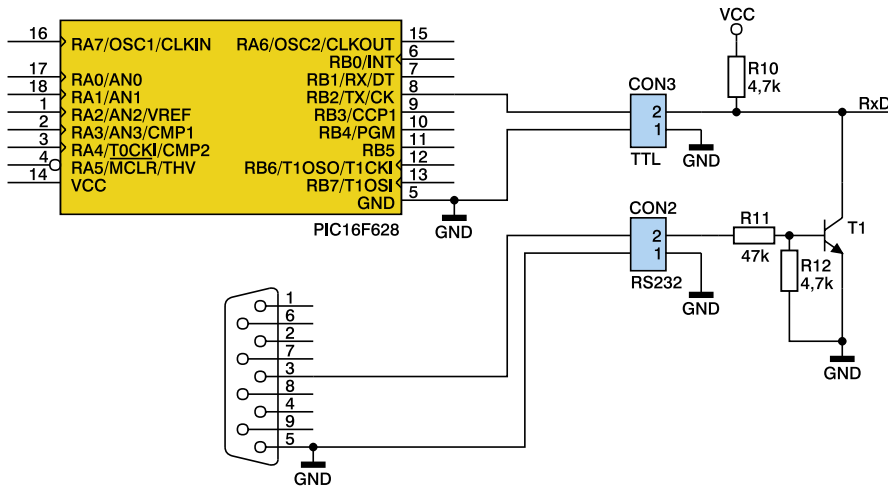 16 RA7/OSC1/CLKIN
17 RA0/AN0
18 RA1/AN1
1 RA2/AN2/VREF
2 RA3/AN3/CMP1
3 RA4/T0CKI/CMP2
4 RA5/MCLR/THV
14 VCC
RA6/OSC2/CLKOUT 15
RB0/INT 6
RB1/RX/DT 7
RB2/TX/CK 8
RB3/CCP1 9
RB4/PGM 10
RB5 11
RB6/T1OSO/T1CKI 12
RB7/T1OSI 13
GND 5
PIC16F628
GND
CON3
2
1
TTL
GND
VCC
R10
4,7k
RxD
CON2
2
1
RS232
GND
R11
47k
R12
4,7k
T1
GND
1
6
2
7
3
8
4
9
5
GND